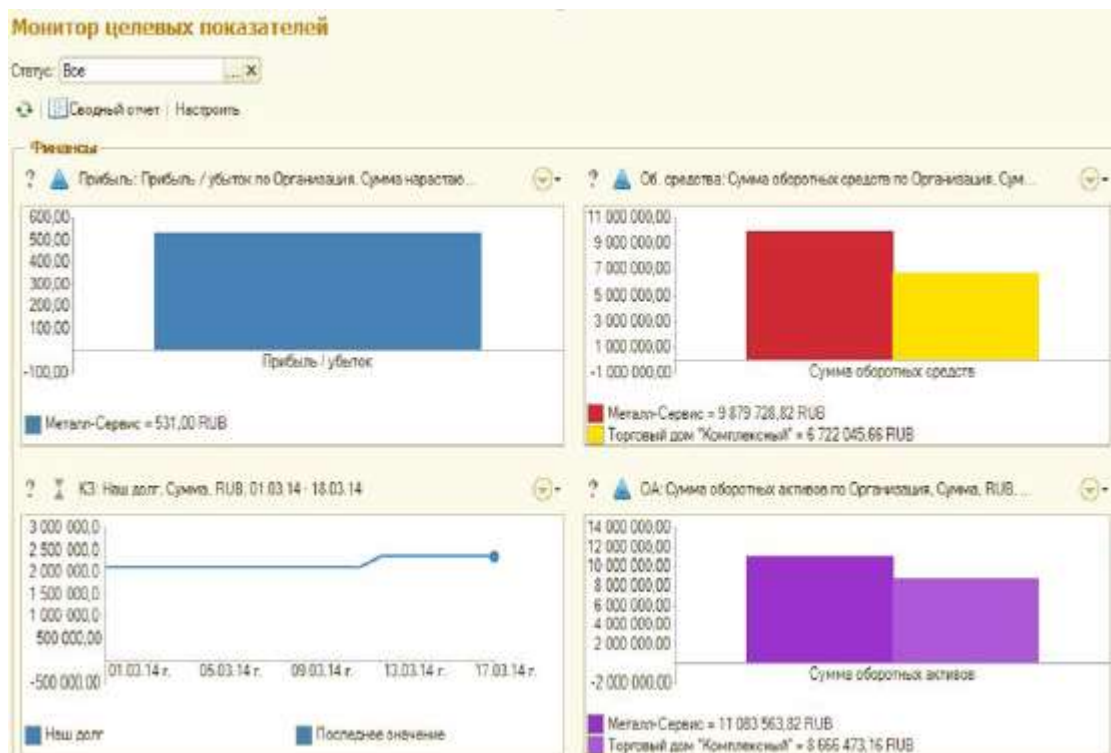 Монитор целевых показателей
Статус: Все ... X
Сводный отчет | Настроить
Финансы
? Прибыль: Прибыль / убыток по Организация. Сумма нарастаю...
600,00
500,00
400,00
300,00
200,00
100,00
-100,00
Прибыль / убыток
Металл-Сервис = 531,00 RUB
? Об. средства: Сумма оборотных средств по Организация, Сум...
11 000 000,00
9 000 000,00
7 000 000,00
5 000 000,00
3 000 000,00
1 000 000,00
-1 000 000,00
Сумма оборотных средств
Металл-Сервис = 9 879 728,82 RUB
Торговый дом "Комплексный" = 6 722 045,66 RUB
? КЗ: Наш долг. Сумма, RUB, 01.03.14 - 18.03.14
3 000 000,0
2 500 000,0
2 000 000,0
1 500 000,0
1 000 000,0
500 000,00
-500 000,00
01.03.14 г. 05.03.14 г. 09.03.14 г. 13.03.14 г. 17.03.14 г.
Наш долг Последнее значение
? ОА: Сумма оборотных активов по Организация, Сумма, RUB, ...
14 000 000,00
12 000 000,00
10 000 000,00
8 000 000,00
6 000 000,00
4 000 000,00
2 000 000,00
-2 000 000,00
Сумма оборотных активов
Металл-Сервис = 11 083 563,82 RUB
Торговый дом "Комплексный" = 8 666 473,16 RUB